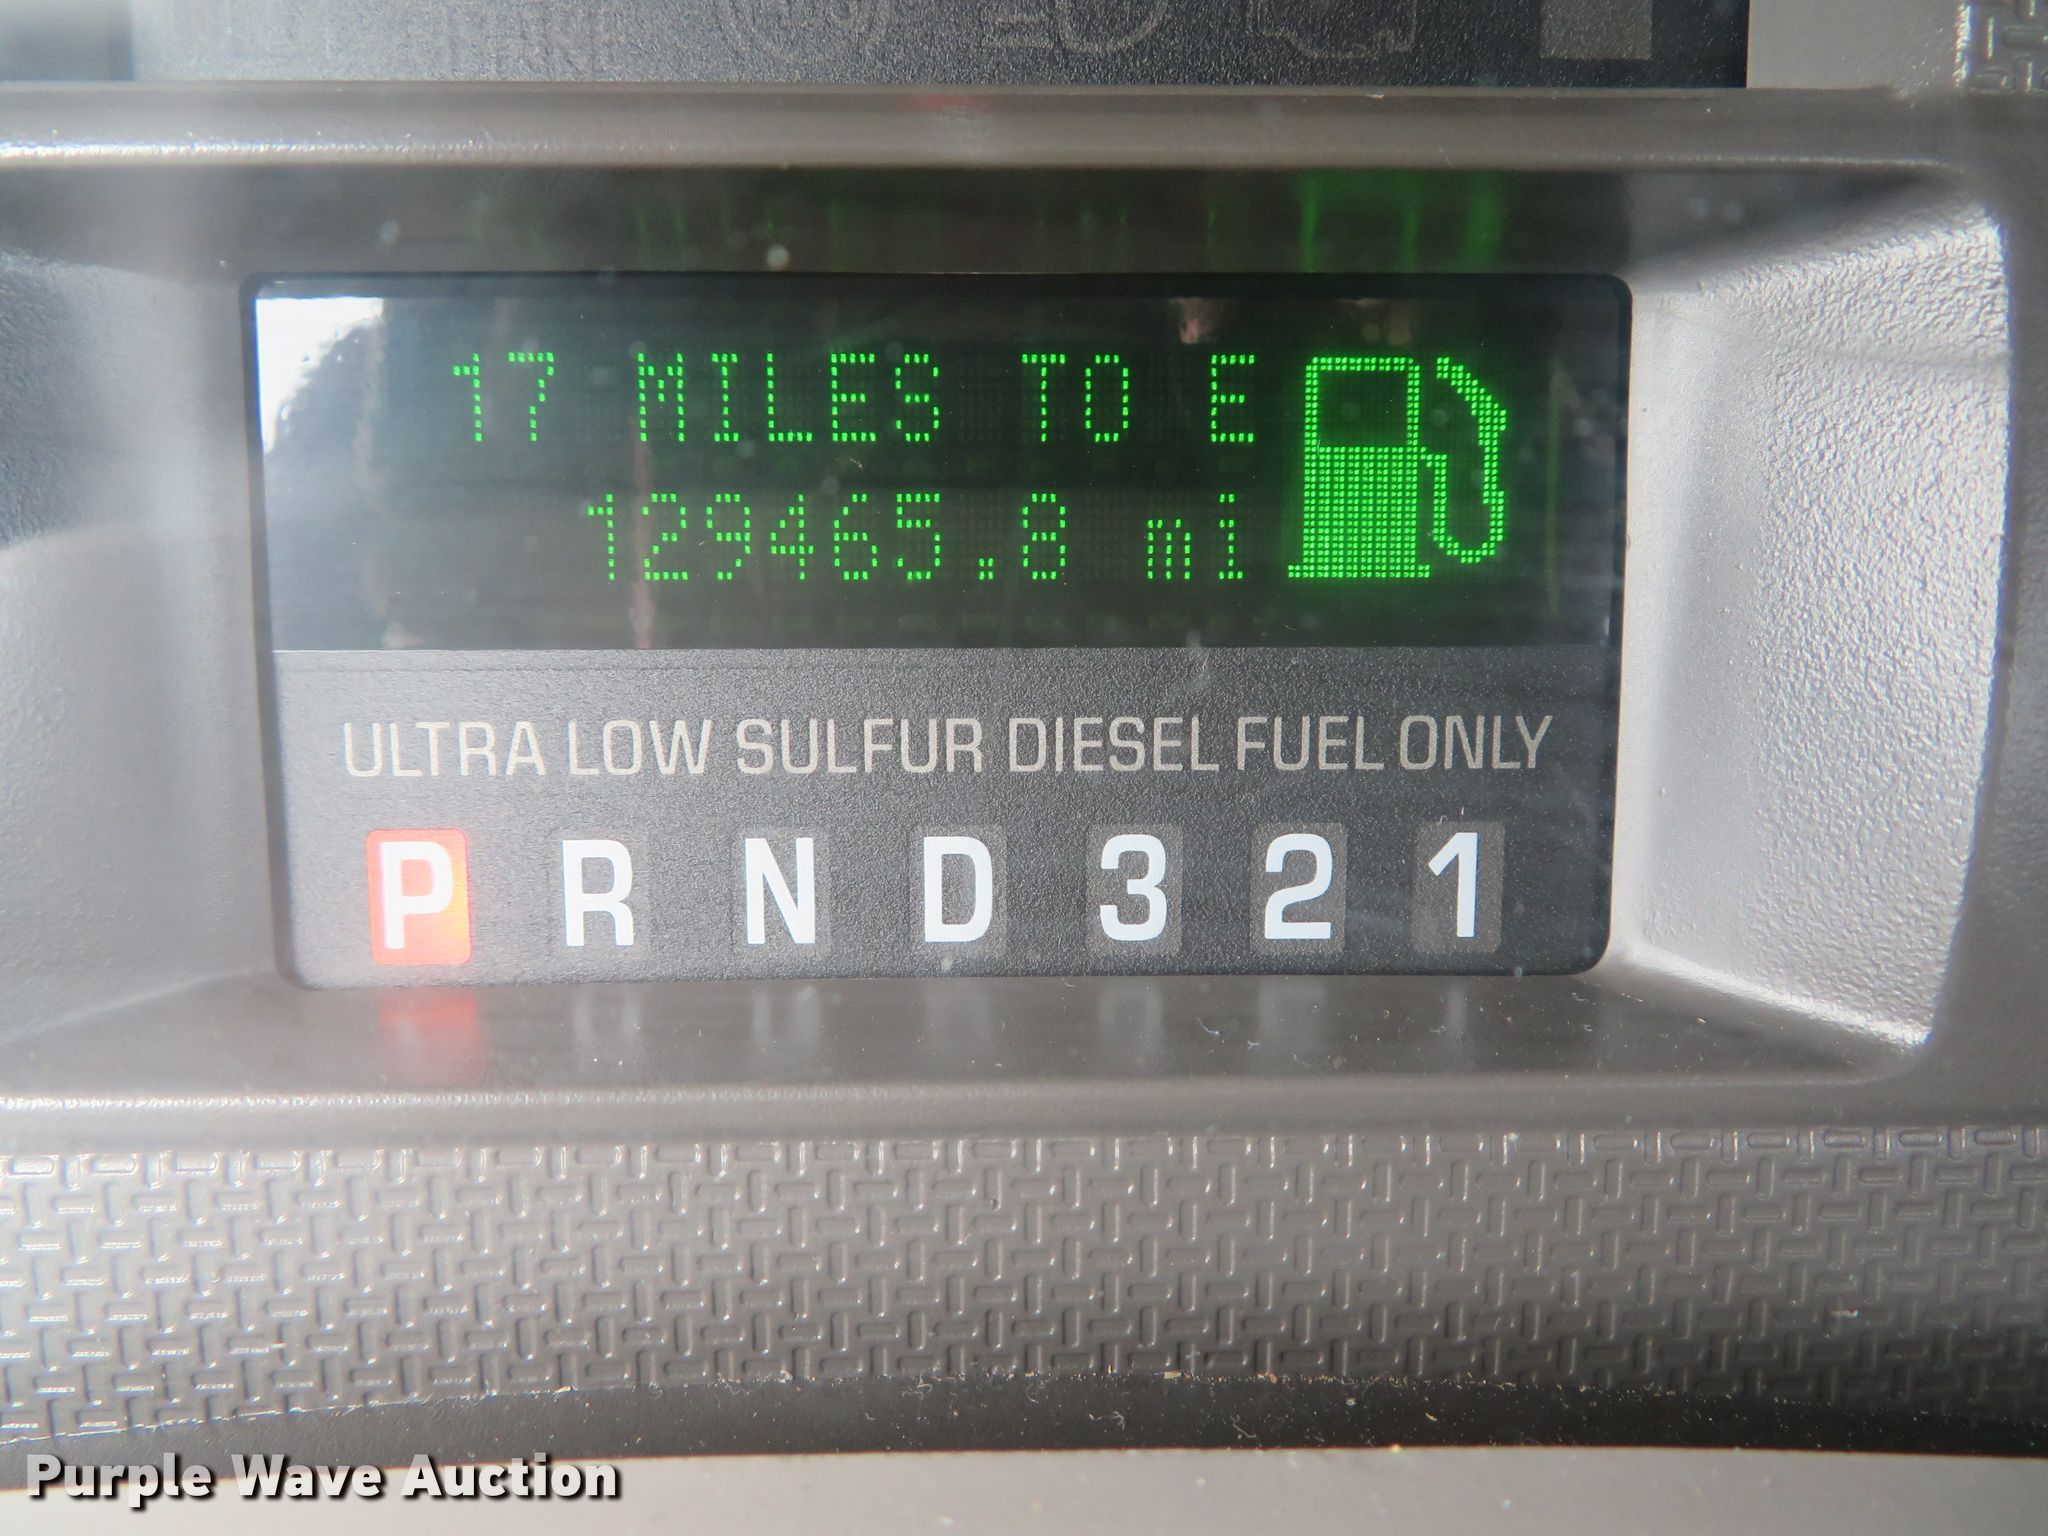 17 MILES TO E
129465.8 mi
ULTRA LOW SULFUR DIESEL FUEL ONLY
P R N D 3 2 1
Purple Wave Auction